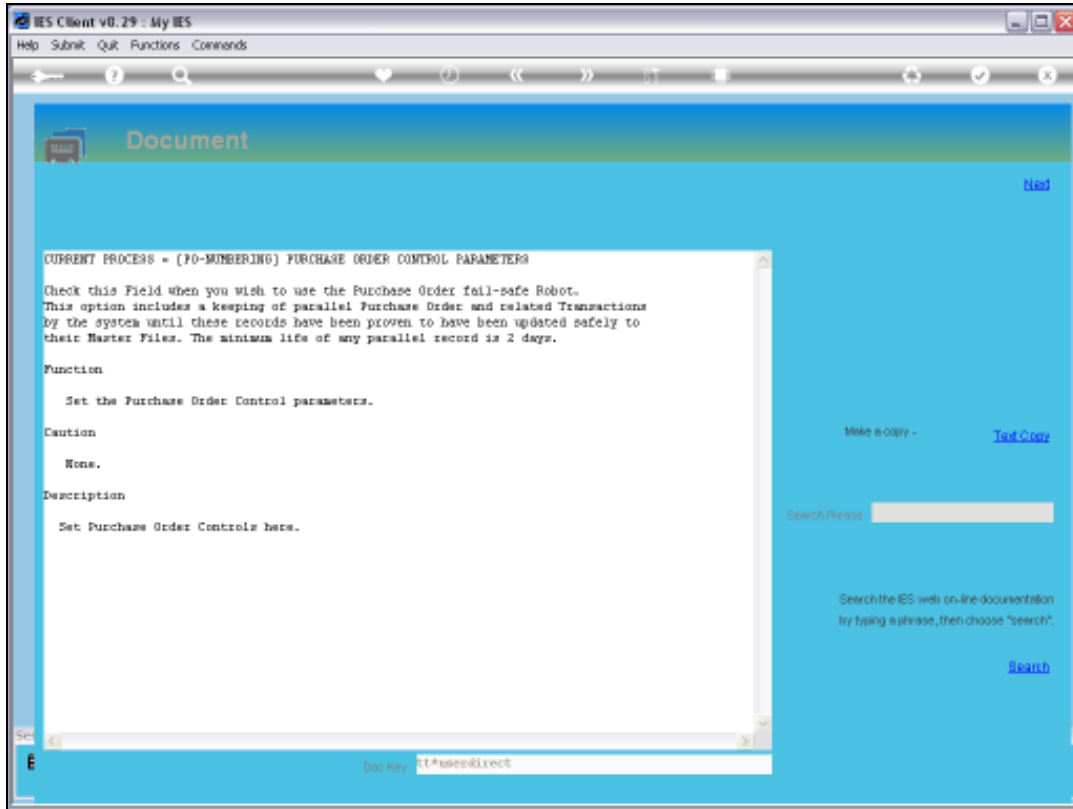 IES Client v8.29 : My IES
Help Submit Quit Functions Commands
Document
Next
CURRENT PROCESS = [PO-NUMBERING] PURCHASE ORDER CONTROL PARAMETERS
Check this Field when you wish to use the Purchase Order fail-safe Robot.
This option includes a keeping of parallel Purchase Order and related Transactions
by the system until these records have been proven to have been updated safely to
their Master Files. The minimum life of any parallel record is 2 days.
Function
Set the Purchase Order Control parameters.
Caution
None.
Description
Set Purchase Order Controls here.
Make a copy -
Text Copy
Search Phrase
Search the IES web on-line documentation
by typing a phrase, then choose "search".
Search
Doc Key tt*userdirect